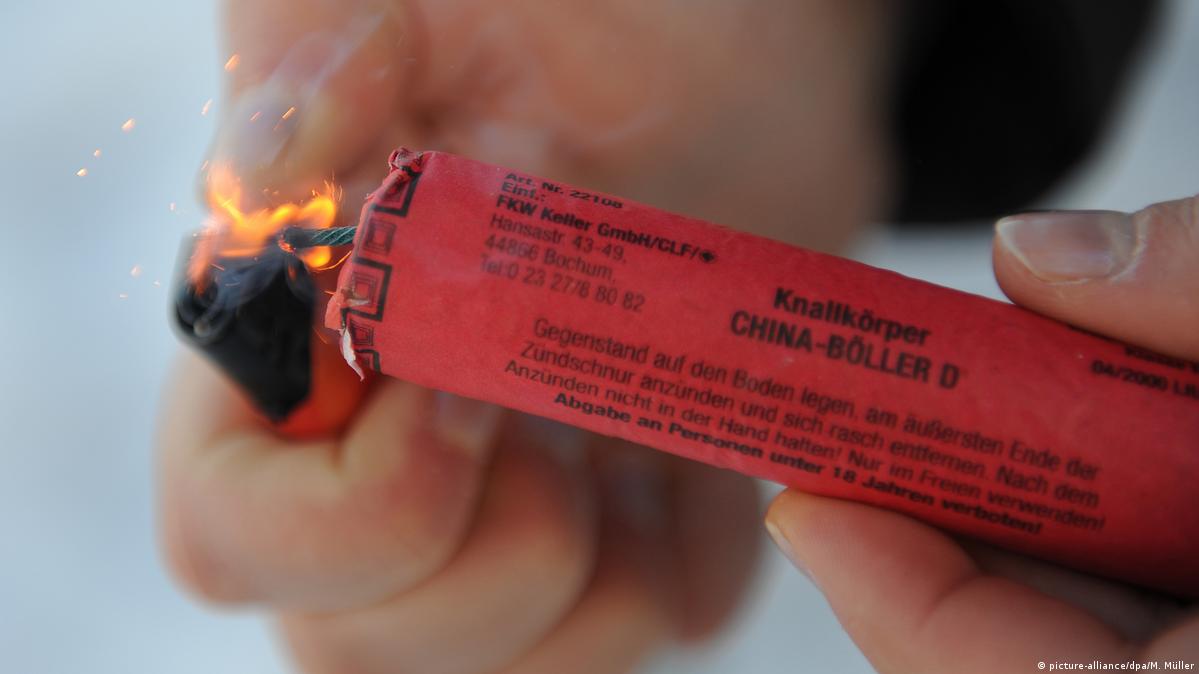 Art. Nr. 22108
Einf.:
FKW Keller GmbH/CLF/
Hansastr. 43-49,
44866 Bochum,
Tel:0 23 27/8 80 82
Knallkörper
CHINA-BÖLLER D
04/2000
Gegenstand auf den Boden legen, am äußersten Ende der
Zündschnur anzünden und sich rasch entfernen. Nach dem
Anzünden nicht in der Hand halten! Nur im Freien verwenden!
Abgabe an Personen unter 18 Jahren verboten!
© picture-alliance/dpa/M. Müller